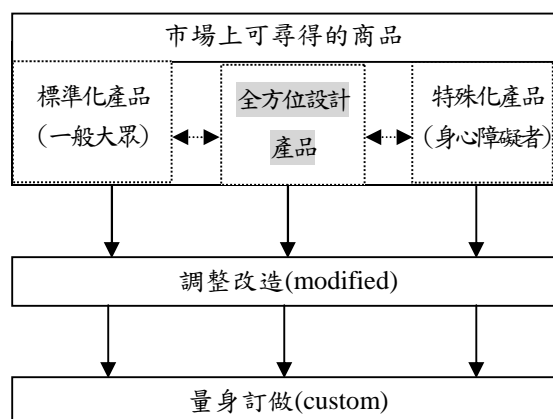 市場上可尋得的商品
標準化產品
（一般大眾）
全方位設計
產品
特殊化產品
（身心障礙者）
調整改造(modified)
量身訂做(custom)